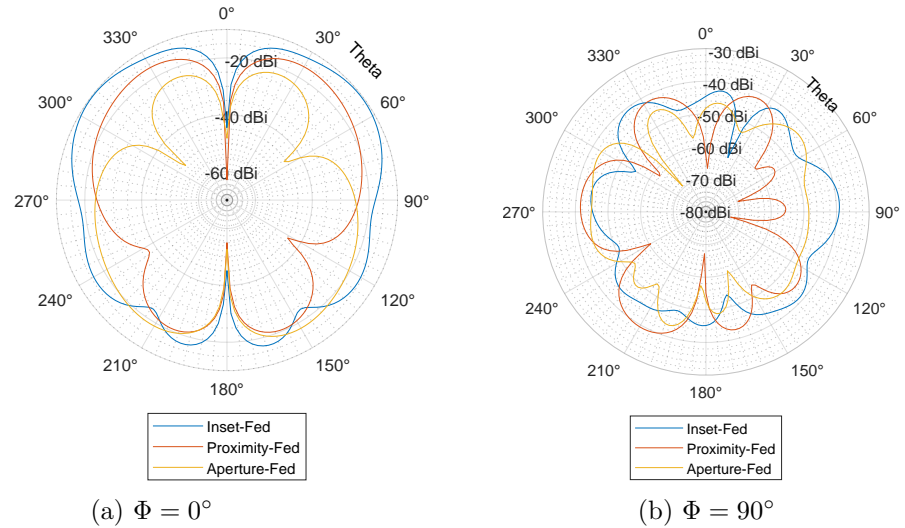 0°
330°
30°
Theta
-20 dBi
300°
60°
-40 dBi
-60 dBi
270°
90°
240°
120°
210°
150°
180°
Inset-Fed
Proximity-Fed
Aperture-Fed
(a) Φ = 0°
0°
-30 dBi
330°
30°
Theta
-40 dBi
300°
60°
-50 dBi
-60 dBi
-70 dBi
270°
-80 dBi
90°
240°
120°
210°
150°
180°
Inset-Fed
Proximity-Fed
Aperture-Fed
(b) Φ = 90°